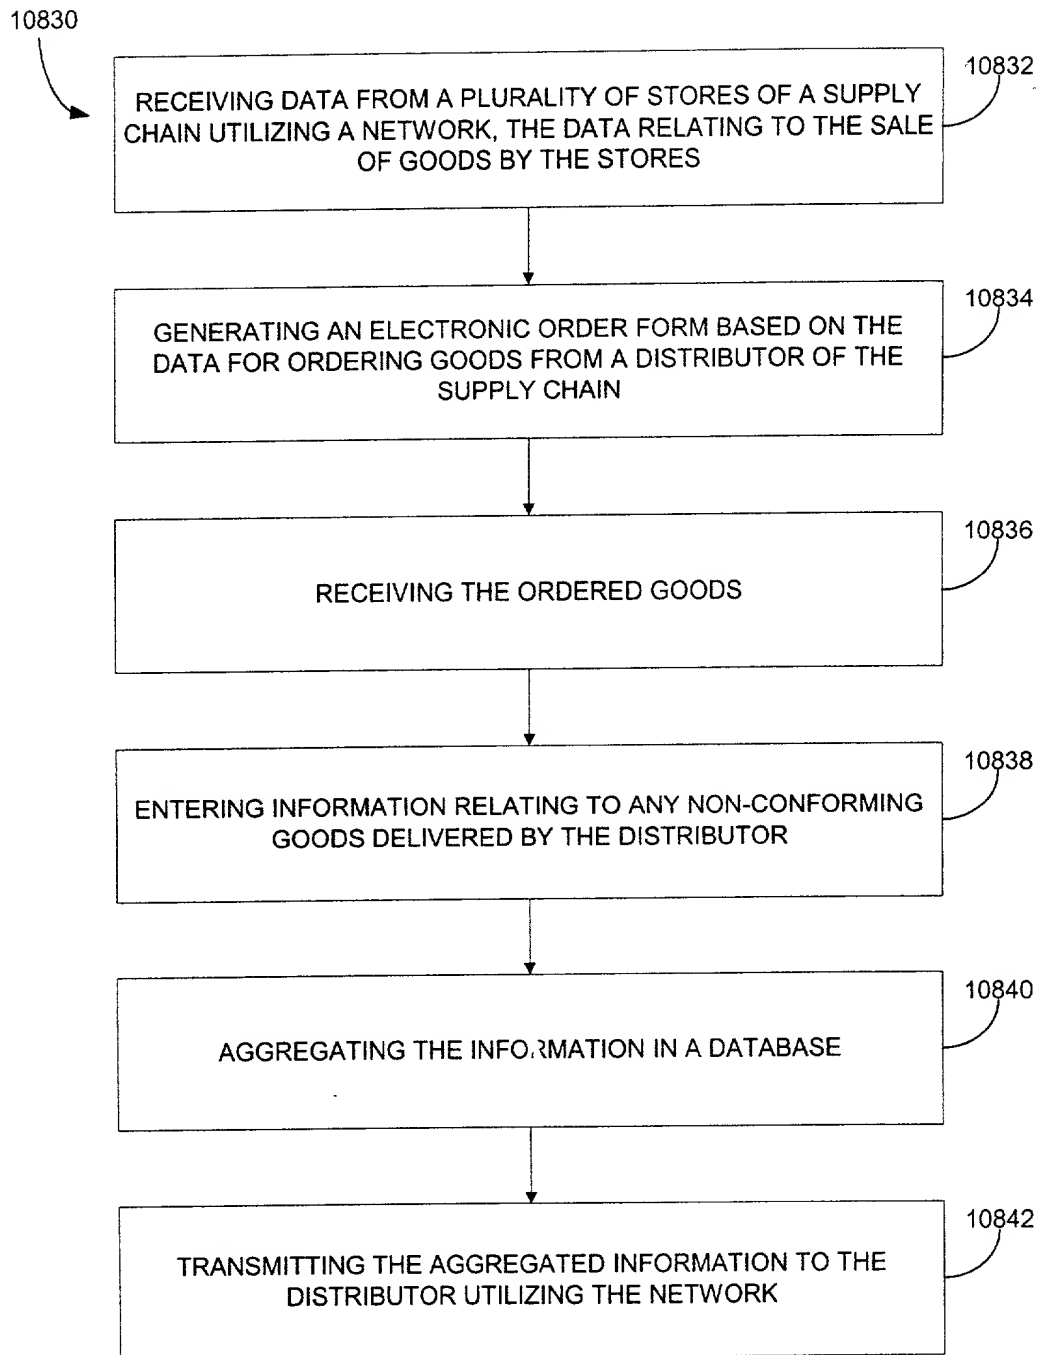 10830
10832
RECEIVING DATA FROM A PLURALITY OF STORES OF A SUPPLY
CHAIN UTILIZING A NETWORK, THE DATA RELATING TO THE SALE
OF GOODS BY THE STORES
10834
GENERATING AN ELECTRONIC ORDER FORM BASED ON THE
DATA FOR ORDERING GOODS FROM A DISTRIBUTOR OF THE
SUPPLY CHAIN
10836
RECEIVING THE ORDERED GOODS
10838
ENTERING INFORMATION RELATING TO ANY NON-CONFORMING
GOODS DELIVERED BY THE DISTRIBUTOR
10840
AGGREGATING THE INFORMATION IN A DATABASE
10842
TRANSMITTING THE AGGREGATED INFORMATION TO THE
DISTRIBUTOR UTILIZING THE NETWORK